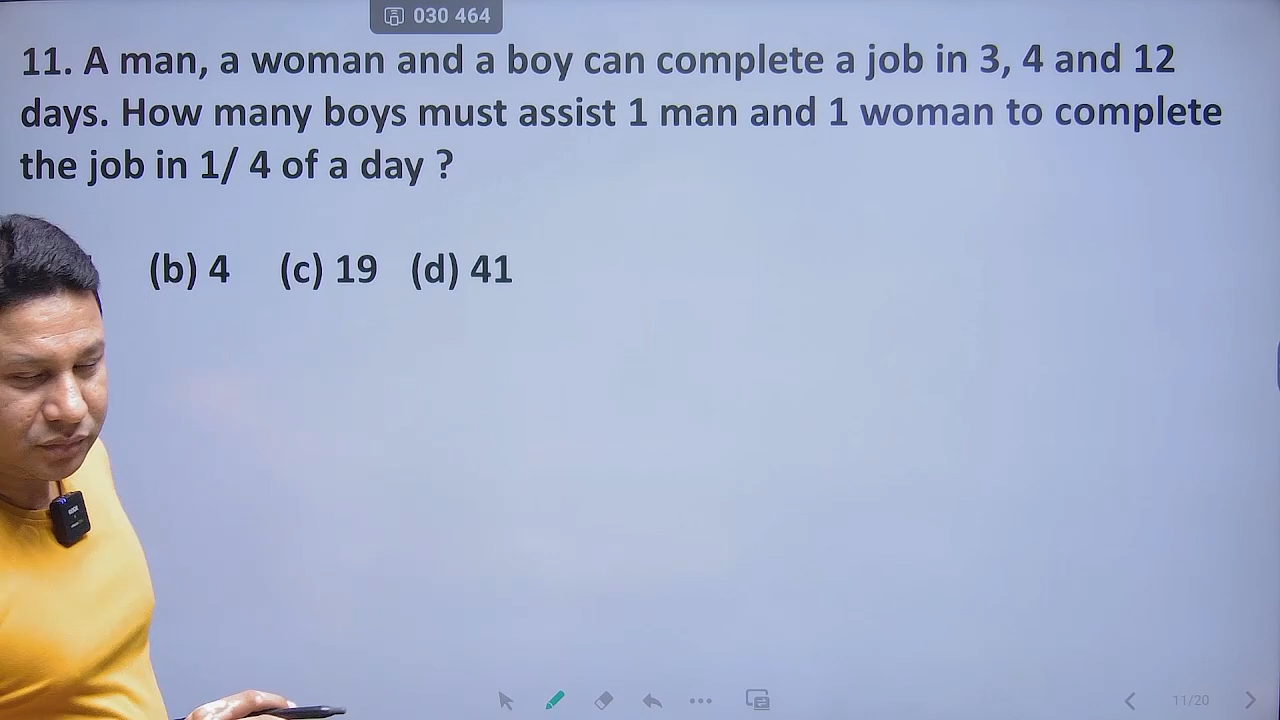 030 464
11. A man, a woman and a boy can complete a job in 3, 4 and 12
days. How many boys must assist 1 man and 1 woman to complete
the job in 1/ 4 of a day ?
(b) 4 (c) 19 (d) 41
11/20